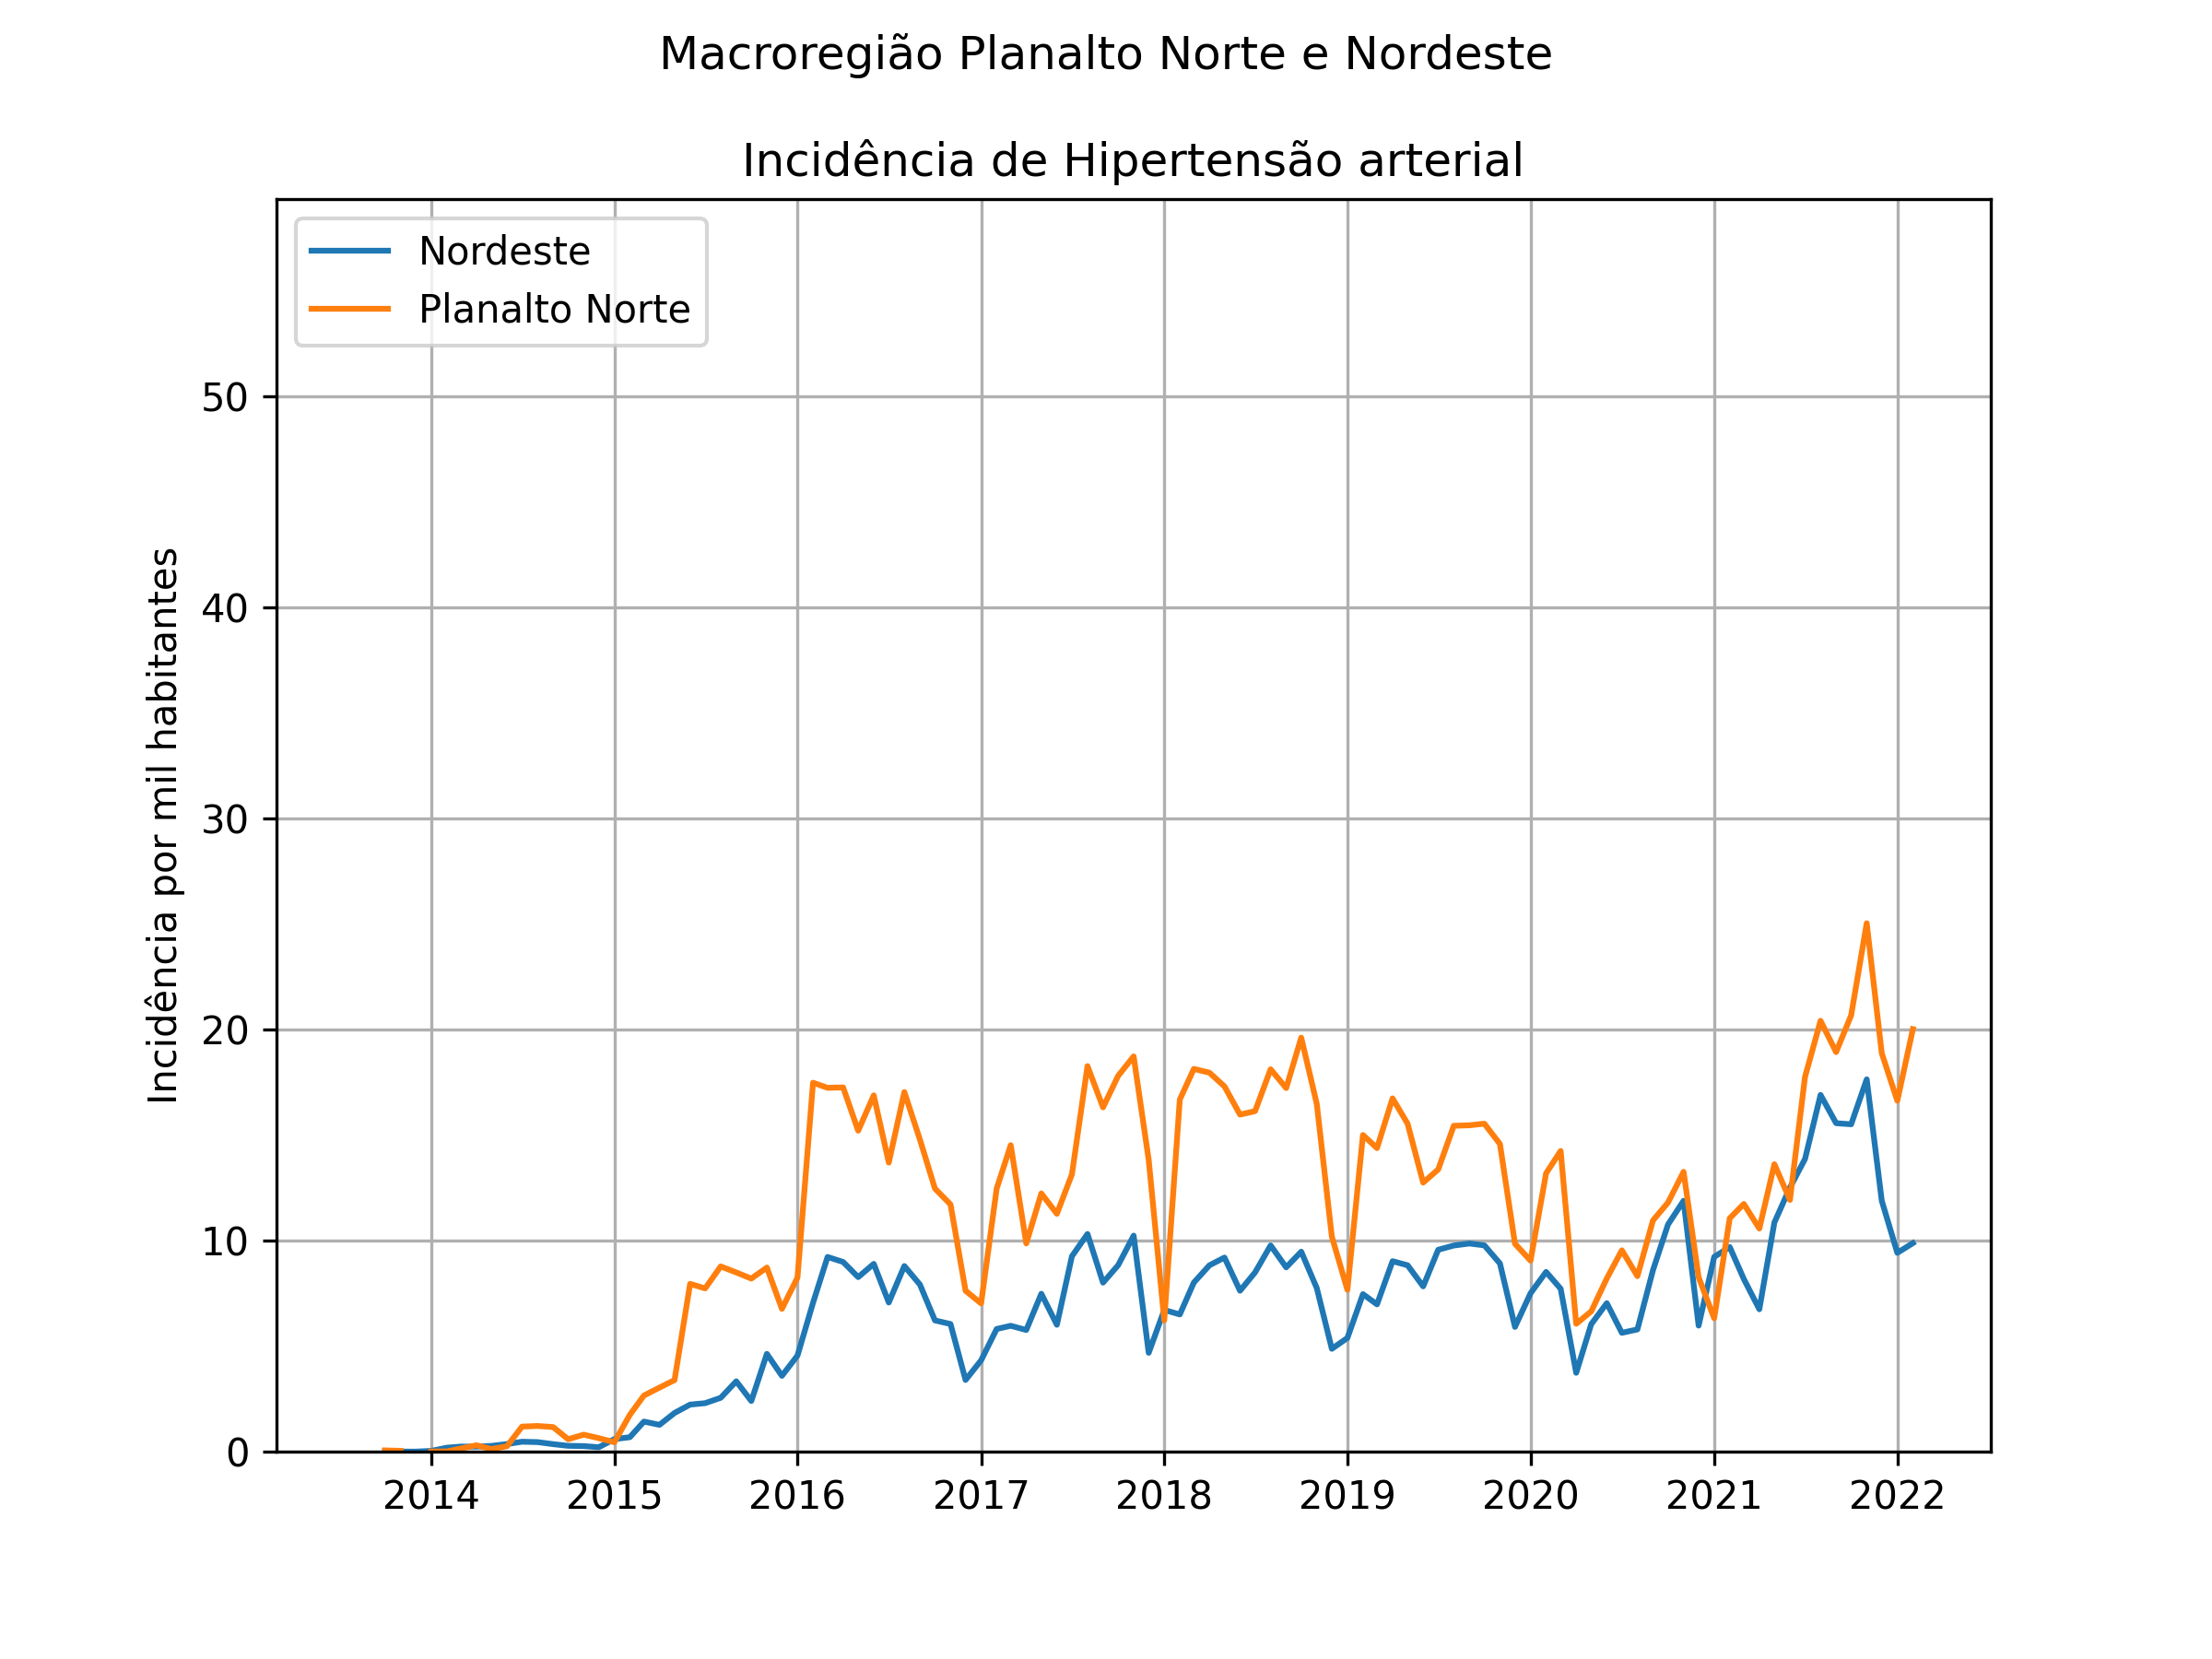 Macroregião Planalto Norte e Nordeste
Incidência de Hipertensão arterial
Nordeste
Planalto Norte
Incidência por mil habitantes
50
40
30
20
10
0
2014 2015 2016 2017 2018 2019 2020 2021 2022